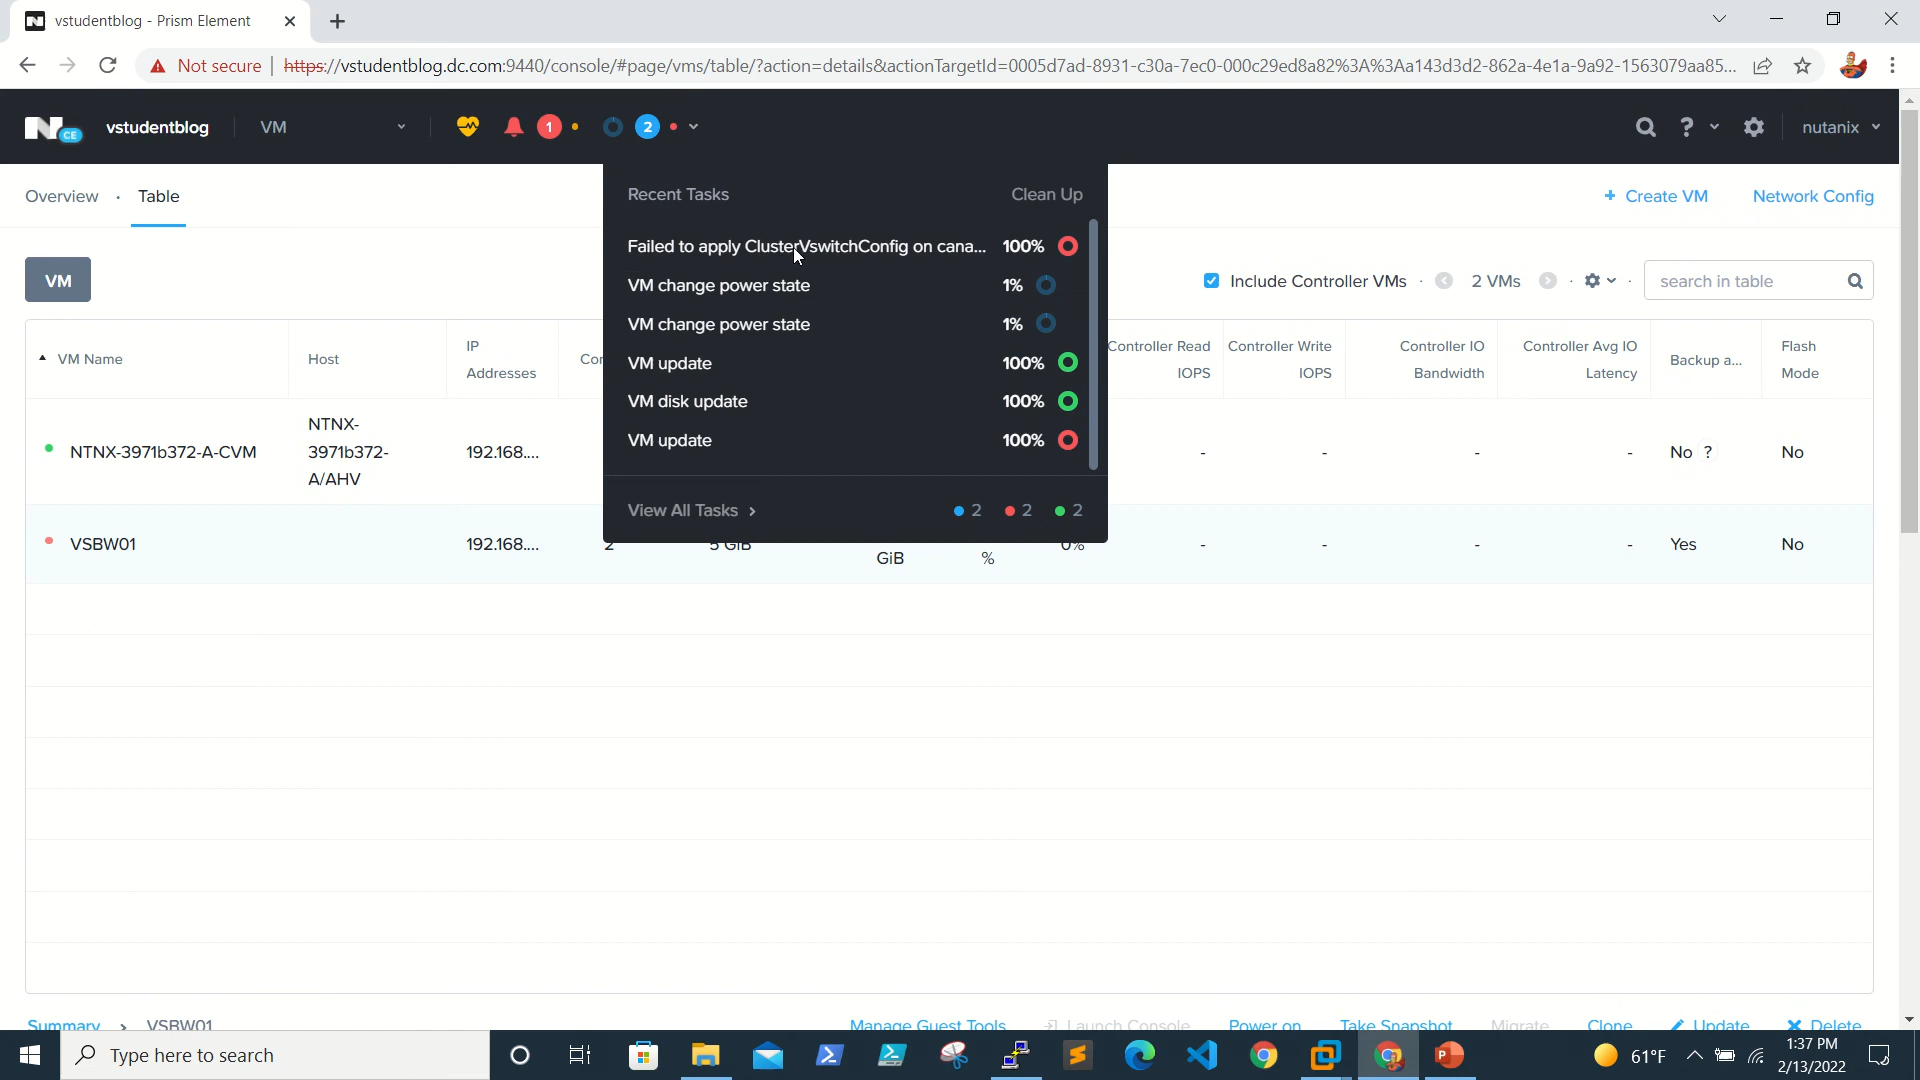 vstudentblog - Prism Element
Not secure
https://vstudentblog.dc.com:9440/console/#page/vms/table/?action=details&actionTargetId=0005d7ad-8931-c30a-7ec0-000c29ed8a82%3A%3Aa143d3d2-862a-4e1a-9a92-1563079aa85...
N CE vstudentblog VM 1 2 ? nutanix
Overview · Table
+ Create VM Network Config
Recent Tasks Clean Up
Failed to apply ClusterVswitchConfig on cana... 100%
VM change power state 1%
VM change power state 1%
VM update 100%
VM disk update 100%
VM update 100%
View All Tasks > 2 2 2
VM
Include Controller VMs · 2 VMs · · search in table
VM Name
Host
IP
Addresses
Cor
Controller Read
IOPS
Controller Write
IOPS
Controller IO
Bandwidth
Controller Avg IO
Latency
Backup a...
Flash
Mode
NTNX-3971b372-A-CVM
NTNX-
3971b372-
A/AHV
192.168....
- - - - No ? No
VSBW01 192.168.... 2 5 GiB
GiB
%
0% - - - - Yes No
Summary > VSBW01
Manage Guest Tools Launch Console Power on Take Snapshot Migrate Clone Update Delete
Type here to search
61°F
1:37 PM
2/13/2022